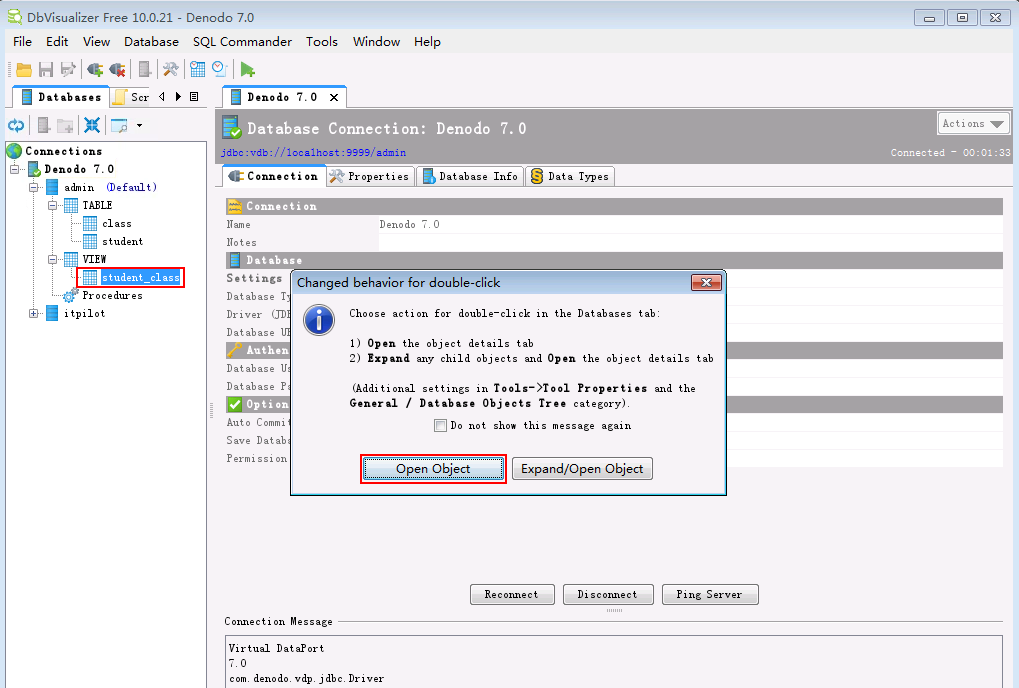 DbVisualizer Free 10.0.21 - Denodo 7.0
File Edit View Database SQL Commander Tools Window Help
Databases Scr
Denodo 7.0
Database Connection: Denodo 7.0
Actions
jdbc:vdb://localhost:9999/admin
Connected - 00:01:33
Connections
Denodo 7.0
admin (Default)
TABLE
class
student
VIEW
student_class
Procedures
itpilot
Connection Properties Database Info Data Types
Connection
Name Denodo 7.0
Notes
Database
Settings
Database Ty
Driver (JDB
Database UR
Authen
Database Us
Database Pa
Option
Auto Commit
Save Databa
Permission
Changed behavior for double-click
Choose action for double-click in the Databases tab:
1) Open the object details tab
2) Expand any child objects and Open the object details tab
(Additional settings in Tools->Tool Properties and the
General / Database Objects Tree category).
Do not show this message again
Open Object Expand/Open Object
Reconnect Disconnect Ping Server
Connection Message
Virtual DataPort
7.0
com.denodo.vdp.jdbc.Driver